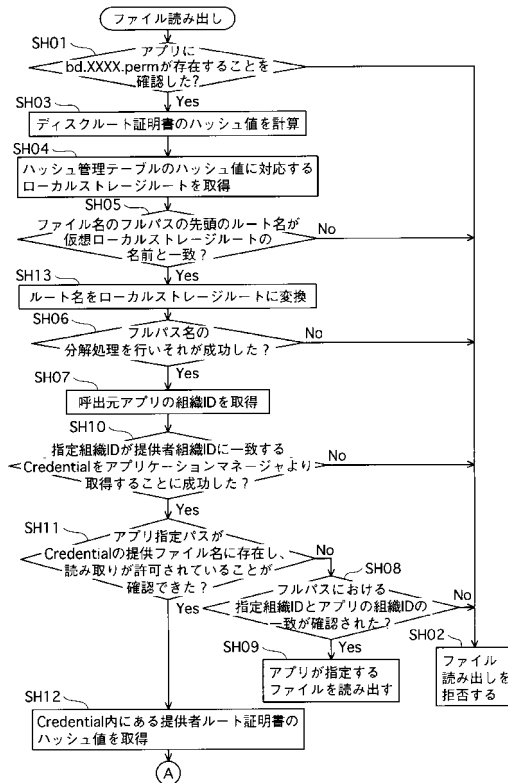 ファイル読み出し
SH01
アプリに
bd.XXXX.permが存在することを
確認した?
Yes
SH03
ディスクルート証明書のハッシュ値を計算
SH04
ハッシュ管理テーブルのハッシュ値に対応する
ローカルストレージルートを取得
SH05
ファイル名のフルパスの先頭のルート名が
仮想ローカルストレージルートの
名前と一致?
No
Yes
SH13
ルート名をローカルストレージルートに変換
SH06
フルパス名の
分解処理を行いそれが成功した?
No
Yes
SH07
呼出元アプリの組織IDを取得
SH10
指定組織IDが提供者組織IDに一致する
Credentialをアプリケーションマネージャより
取得することに成功した?
No
Yes
SH11
アプリ指定パスが
Credentialの提供ファイル名に存在し、
読み取りが許可されていることが
確認できた?
No
Yes
SH08
フルパスにおける
指定組織IDとアプリの組織IDの
一致が確認された?
No
Yes
SH09
アプリが指定する
ファイルを読み出す
SH02
ファイル
読み出しを
拒否する
SH12
Credential内にある提供者ルート証明書の
ハッシュ値を取得
A